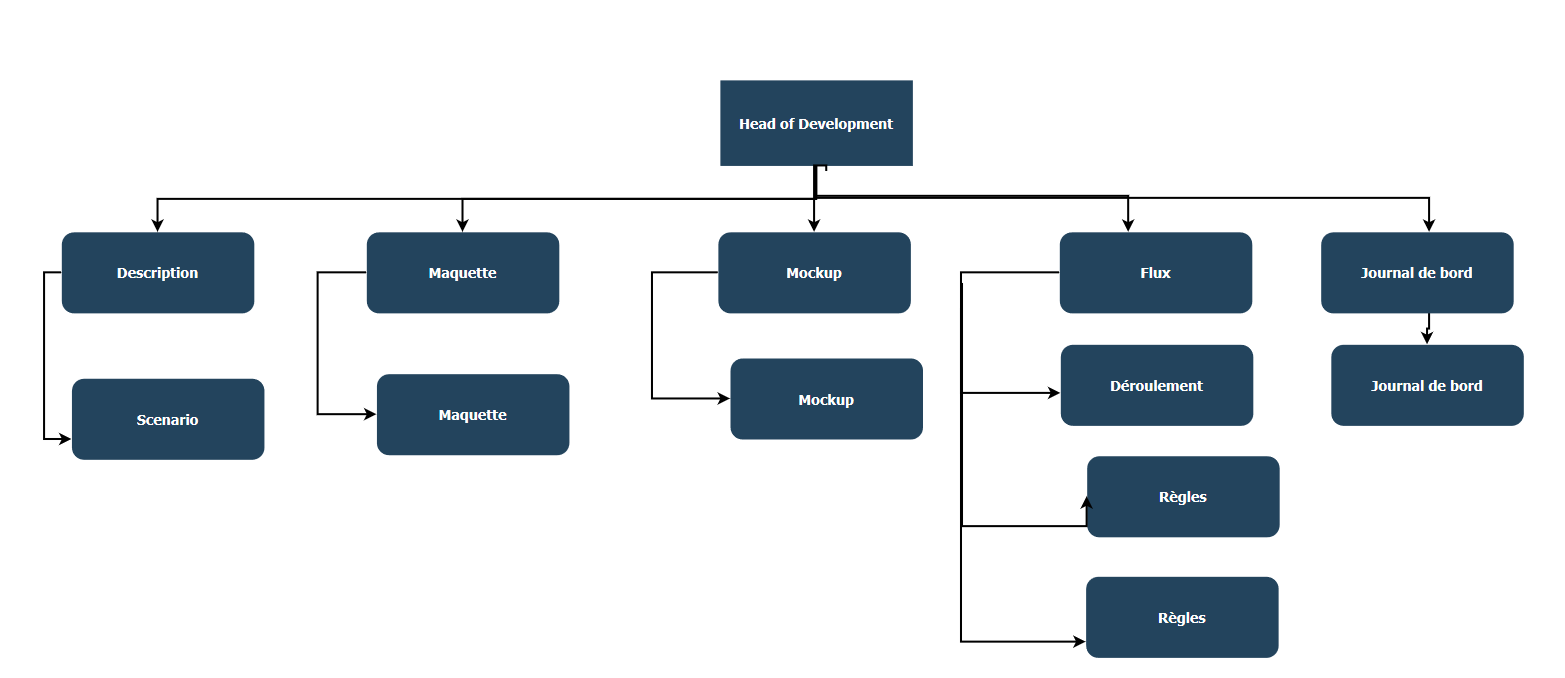 Head of Development
Description
Maquette
Mockup
Flux
Journal de bord
Scenario
Maquette
Mockup
Déroulement
Journal de bord
Règles
Règles